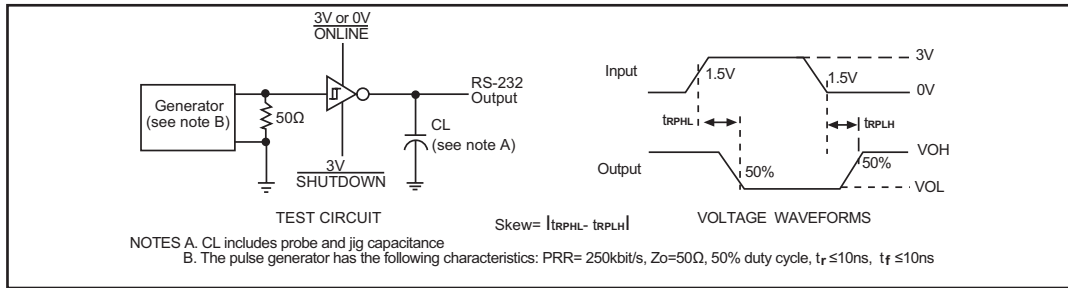 3V or 0V
ONLINE
Generator
(see note B)
50Ω
RS-232
Output
CL
(see note A)
3V
SHUTDOWN
TEST CIRCUIT
Input
1.5V
1.5V
3V
0V
tRPHL
tRPLH
Output
50%
50%
VOH
VOL
Skew= |tRPHL- tRPLH|
VOLTAGE WAVEFORMS
NOTES A. CL includes probe and jig capacitance
B. The pulse generator has the following characteristics: PRR= 250kbit/s, Zo=50Ω, 50% duty cycle, tr ≤10ns, tf ≤10ns